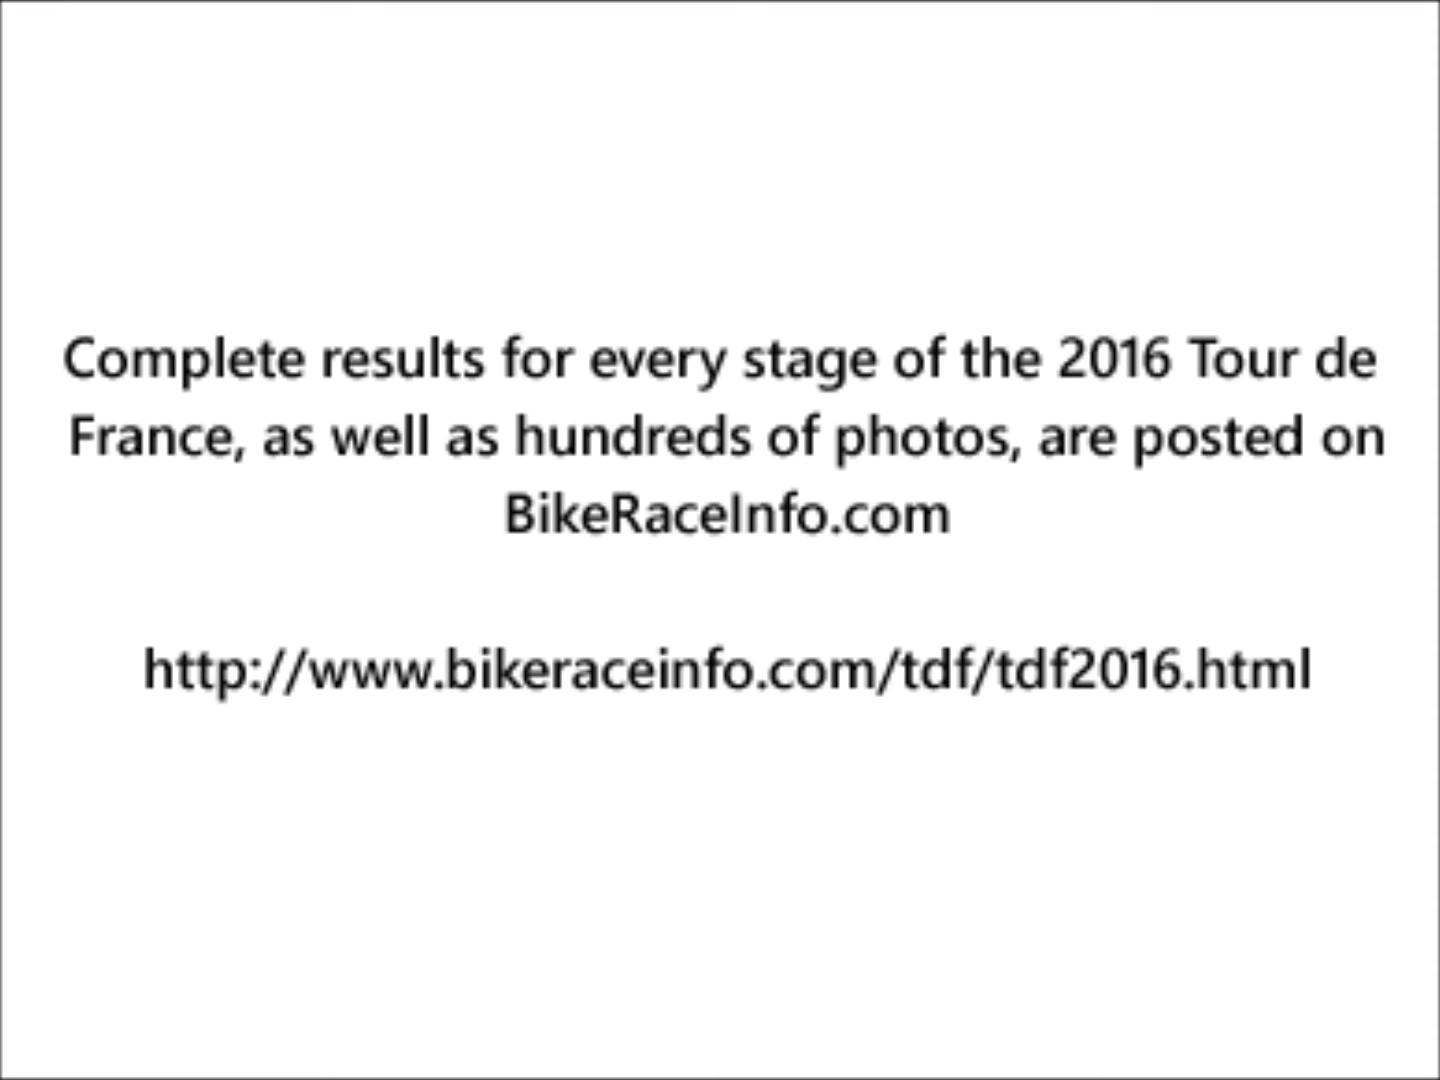 Complete results for every stage of the 2016 Tour de
France, as well as hundreds of photos, are posted on
BikeRaceInfo.com
http://www.bikeraceinfo.com/tdf/tdf2016.html